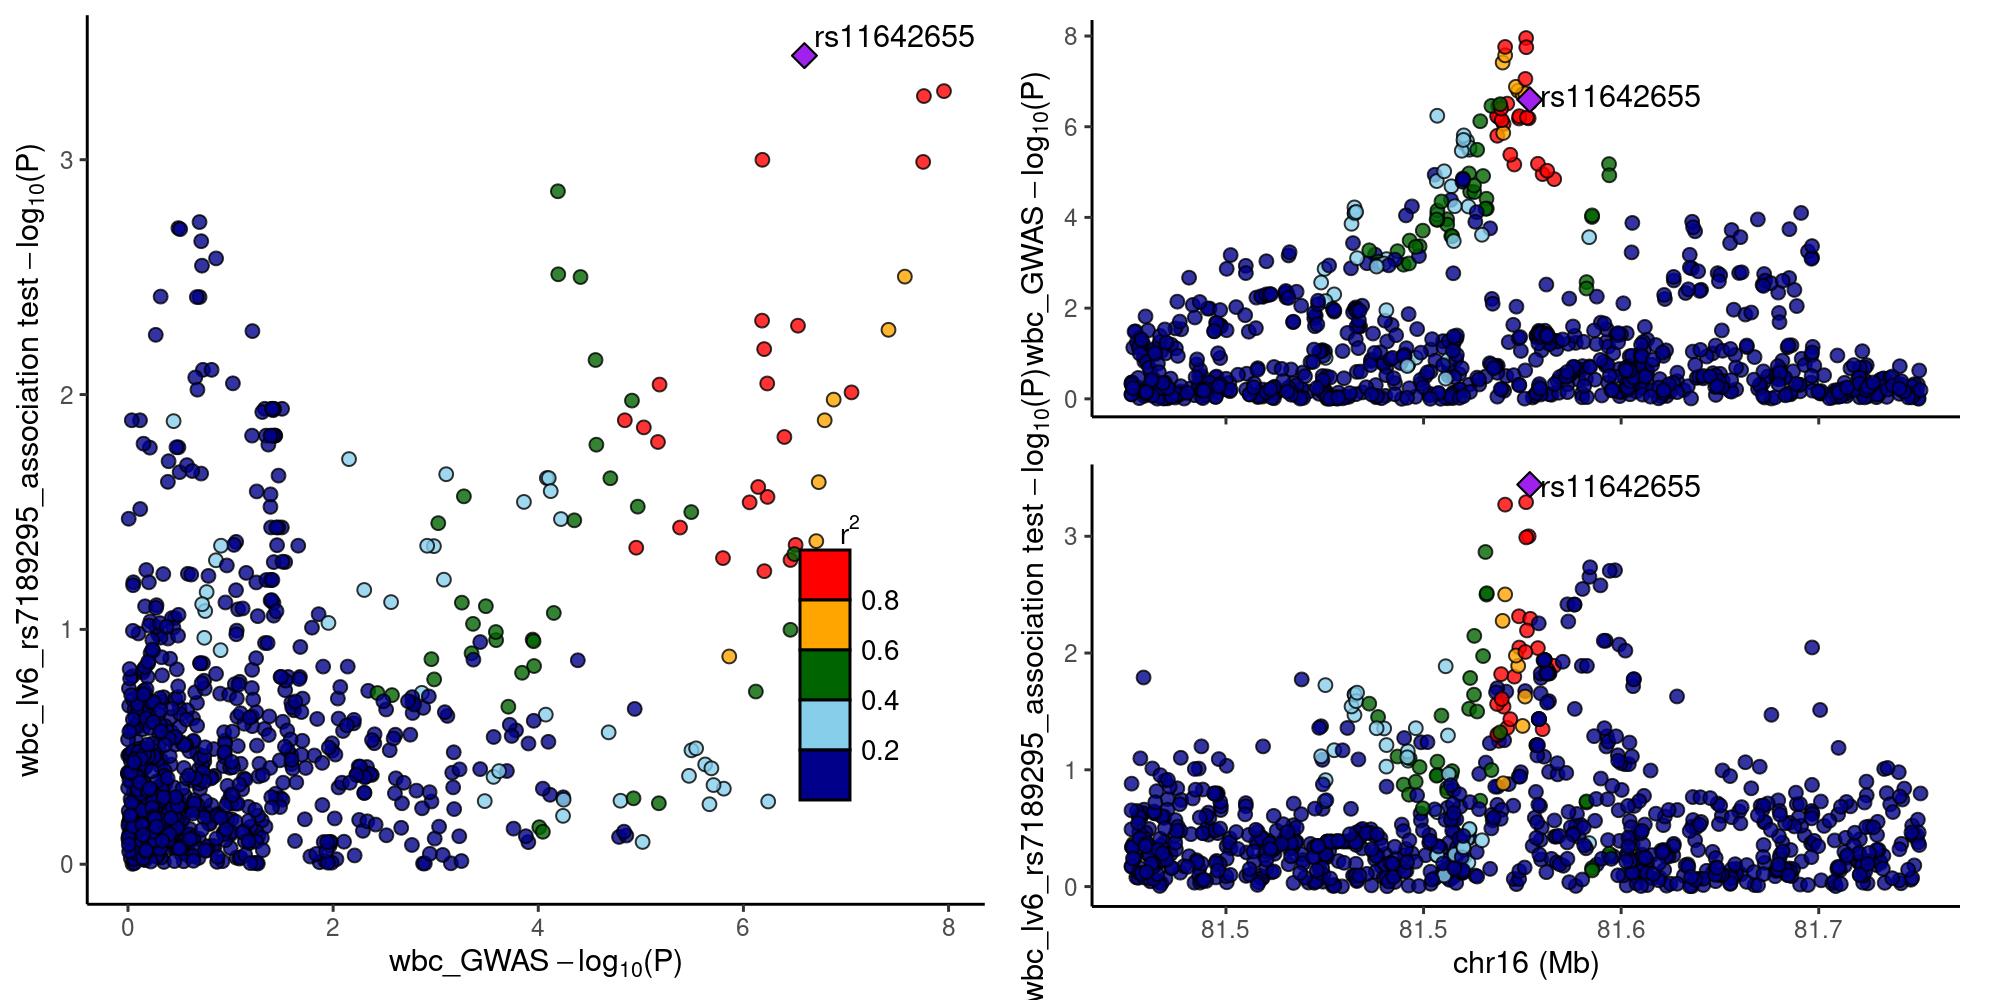 rs11642655
wbc_lv6_rs7189295_association test −log10(P)
3
2
1
0
0
2
4
6
8
wbc_GWAS −log10(P)
r2
0.8
0.6
0.4
0.2
wbc_GWAS −log10(P)
8
6
4
2
0
rs11642655
wbc_lv6_rs7189295_association test −log10(P)
3
2
1
0
rs11642655
81.5
81.5
81.6
81.7
chr16 (Mb)